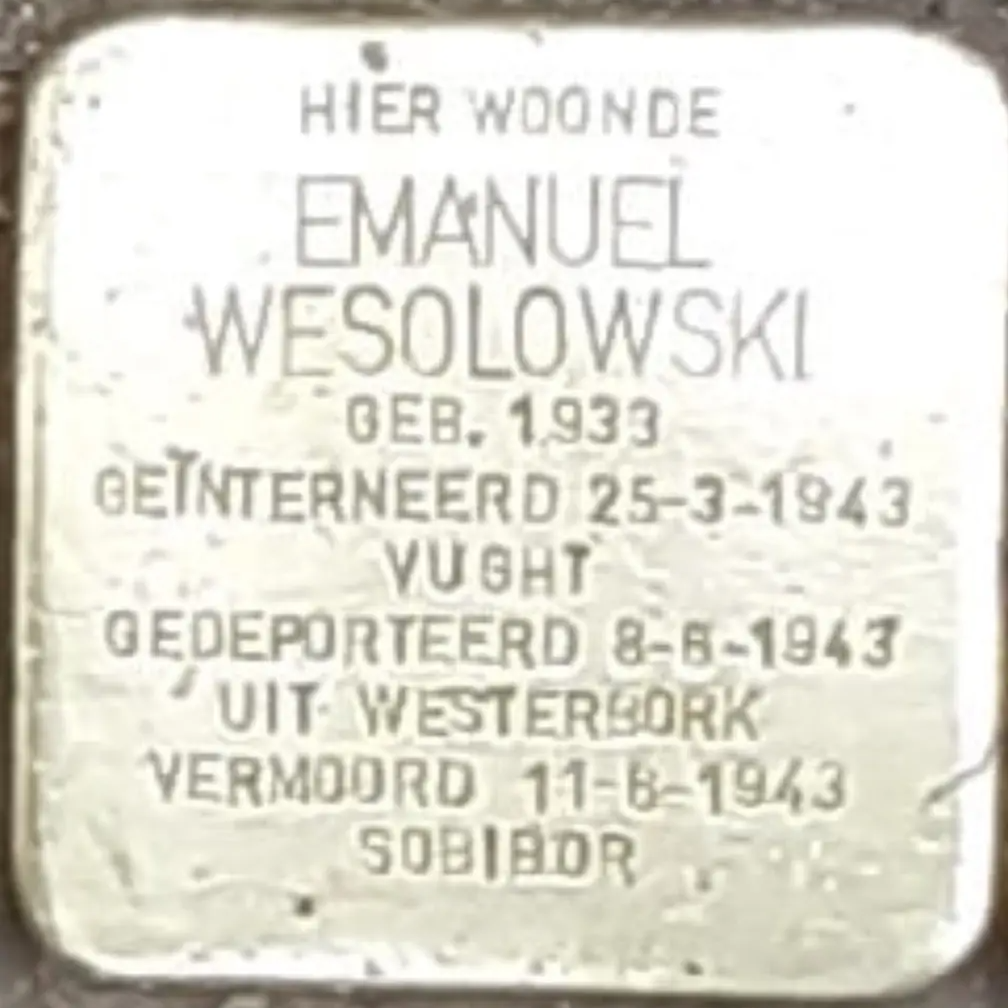 HIER WOONDE
EMANUEL
WESOLOWSKI
GEB. 1933
GEÏNTERNEERD 25-3-1943
VUGHT
GEDEPORTEERD 8-6-1943
UIT WESTERBORK
VERMOORD 11-6-1943
SOBIBOR